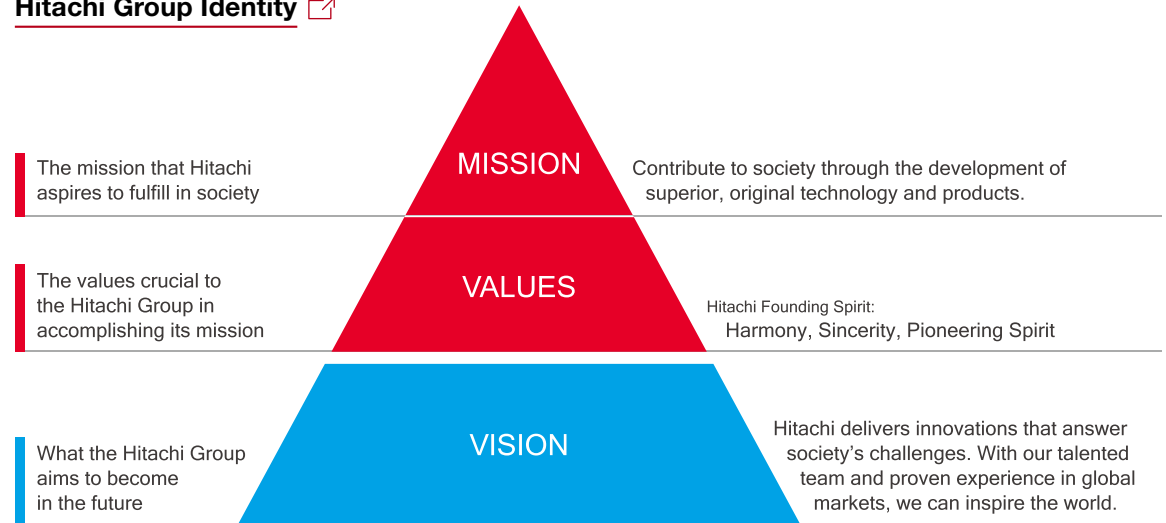 Hitachi Group Identity
The mission that Hitachi
aspires to fulfill in society
MISSION
Contribute to society through the development of
superior, original technology and products.
The values crucial to
the Hitachi Group in
accomplishing its mission
VALUES
Hitachi Founding Spirit:
Harmony, Sincerity, Pioneering Spirit
What the Hitachi Group
aims to become
in the future
VISION
Hitachi delivers innovations that answer
society’s challenges. With our talented
team and proven experience in global
markets, we can inspire the world.